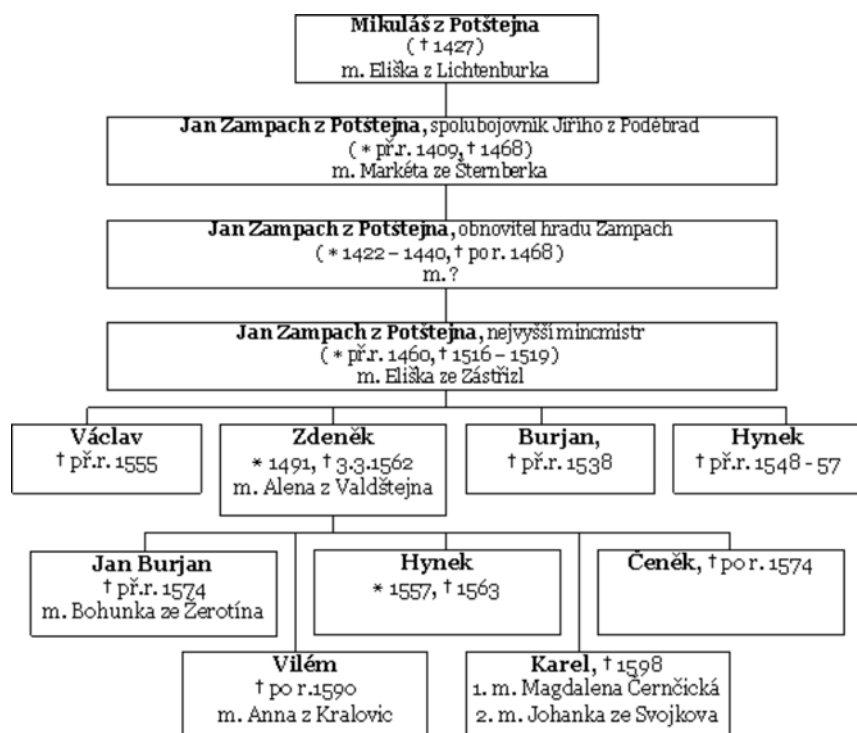 Mikuláš z Potštejna
( † 1427)
m. Eliška z Lichtenburka
Jan Zampach z Potštejna, spolubojovník Jiřího z Poděbrad
( * př.r. 1409, † 1468)
m. Markéta ze Šternberka
Jan Zampach z Potštejna, obnovitel hradu Zampach
( * 1422 – 1440, † po r. 1468)
m. ?
Jan Zampach z Potštejna, nejvyšší mincmistr
( * př.r. 1460, † 1516 – 1519)
m. Eliška ze Zástřizl
Václav
† př.r. 1555
Zdeněk
* 1491, † 3.3.1562
m. Alena z Valdštejna
Burjan,
† př.r. 1538
Hynek
† př.r. 1548 - 57
Jan Burjan
† př.r. 1574
m. Bohunka ze Žerotína
Hynek
* 1557, † 1563
Čeněk, † po r. 1574
Vilém
† po r.1590
m. Anna z Kralovic
Karel, † 1598
1. m. Magdalena Černčická
2. m. Johanka ze Svojkova